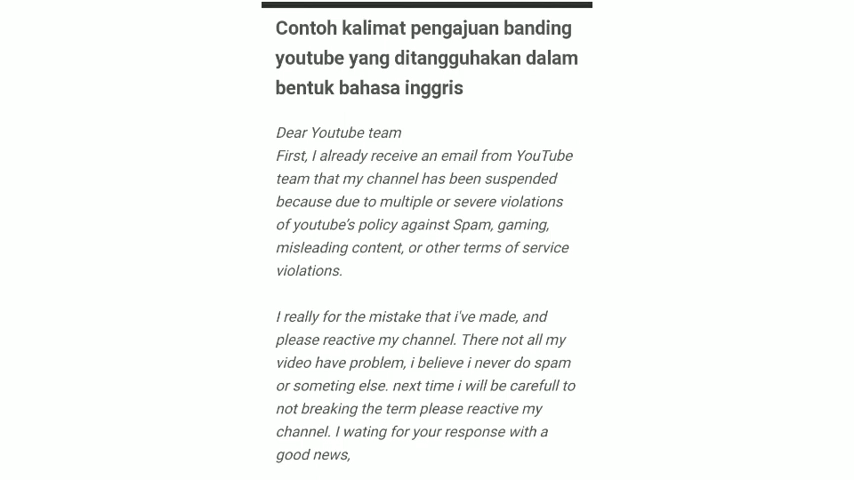 Contoh kalimat pengajuan banding
youtube yang ditangguhakan dalam
bentuk bahasa inggris
Dear Youtube team
First, I already receive an email from YouTube
team that my channel has been suspended
because due to multiple or severe violations
of youtube's policy against Spam, gaming,
misleading content, or other terms of service
violations.
I really for the mistake that i've made, and
please reactive my channel. There not all my
video have problem, i believe i never do spam
or someting else. next time i will be carefull to
not breaking the term please reactive my
channel. I wating for your response with a
good news,